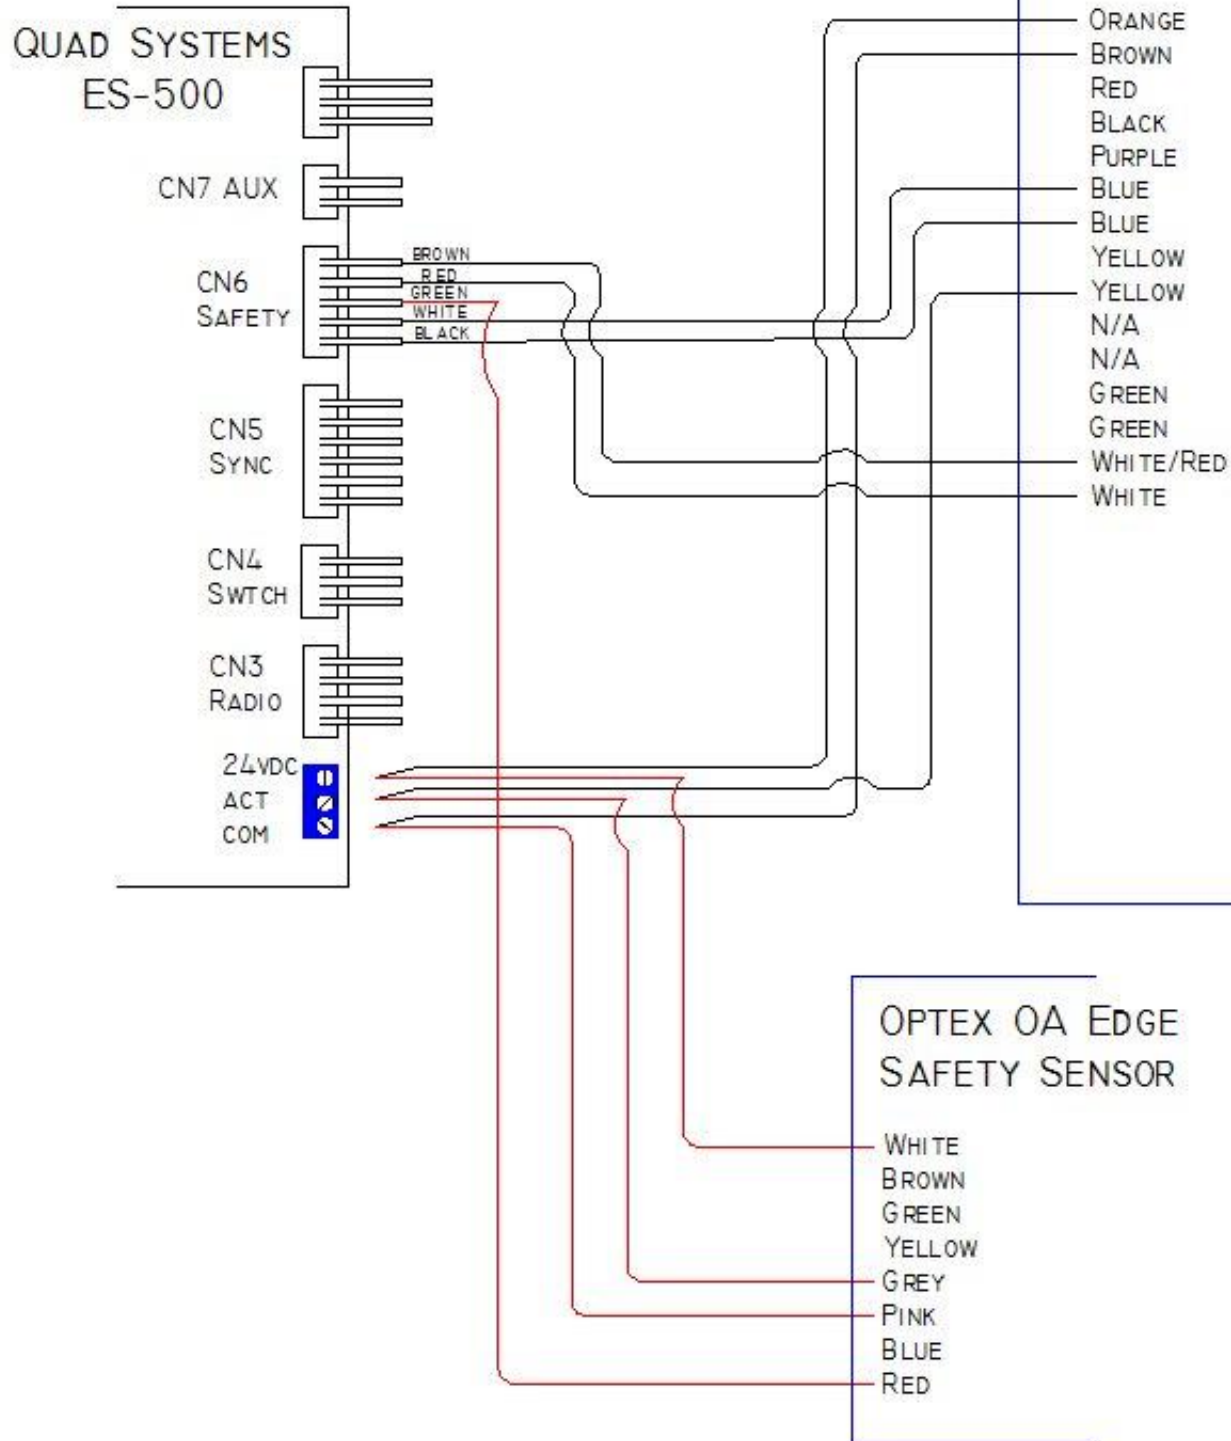 QUAD SYSTEMS
ES-500
CN7 AUX
CN6
SAFETY
BROWN
RED
GREEN
WHITE
BLACK
CN5
SYNC
CN4
SWTCH
CN3
RADIO
24VDC
ACT
COM
ORANGE
BROWN
RED
BLACK
PURPLE
BLUE
BLUE
YELLOW
YELLOW
N/A
N/A
GREEN
GREEN
WHITE/RED
WHITE
OPTEX OA EDGE
SAFETY SENSOR
WHITE
BROWN
GREEN
YELLOW
GREY
PINK
BLUE
RED